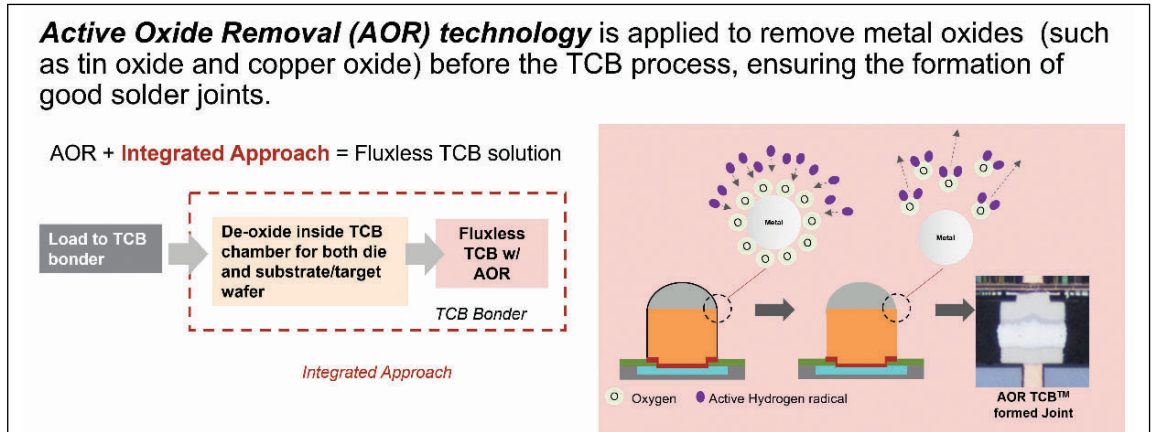 Active Oxide Removal (AOR) technology is applied to remove metal oxides (such
as tin oxide and copper oxide) before the TCB process, ensuring the formation of
good solder joints.
AOR + Integrated Approach = Fluxless TCB solution
Load to TCB
bonder
De-oxide inside TCB
chamber for both die
and substrate/target
wafer
Fluxless
TCB w/
AOR
TCB Bonder
Integrated Approach
O
O
O
O
O
O
O
O
O
O
Metal
O
O
O
O
O
Metal
O Oxygen
Active Hydrogen radical
AOR TCB™
formed Joint